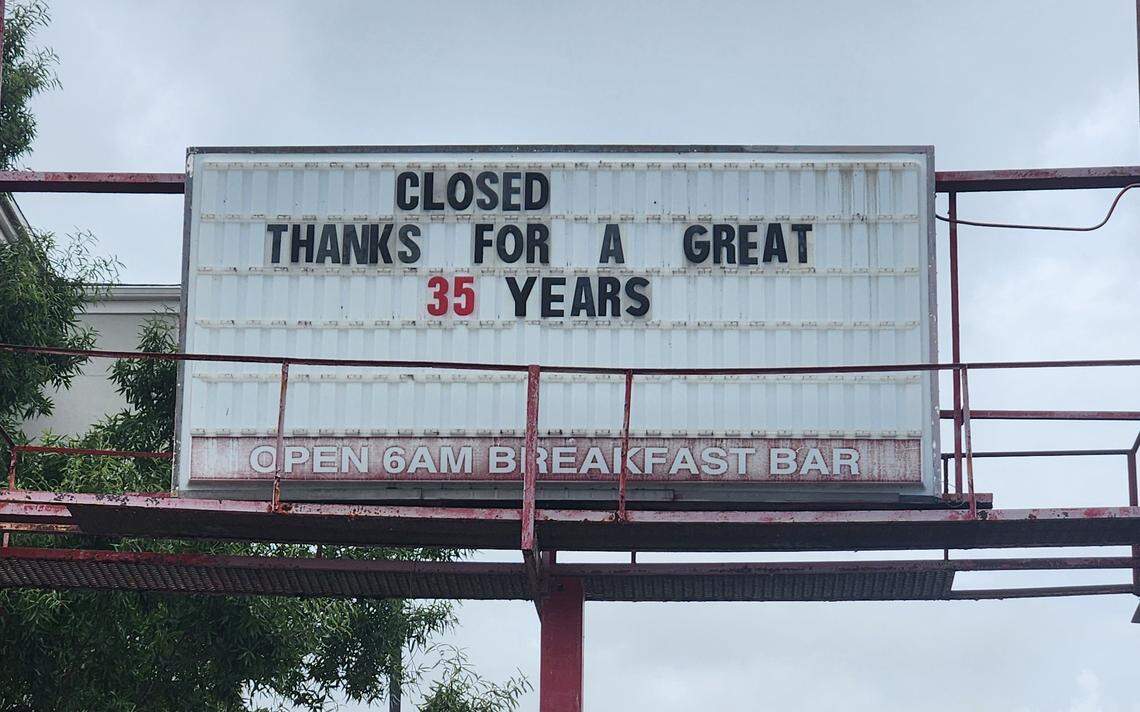 CLOSED
THANKS FOR A GREAT
35 YEARS
OPEN 6AM BREAKFAST BAR